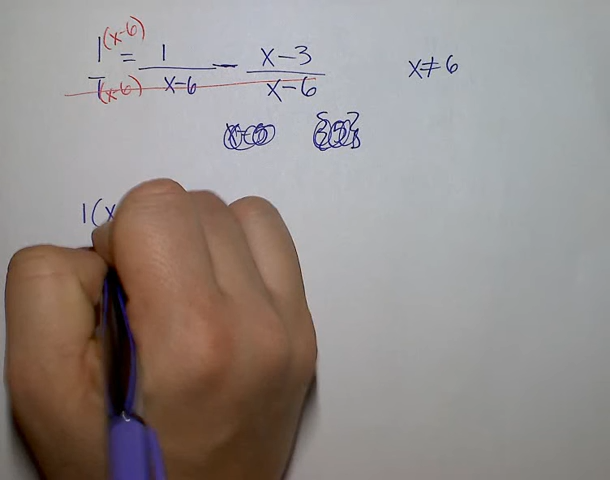 1(x-6) = 1 - x-3 x≠6
1(x-6) x-6 x-6
1(x